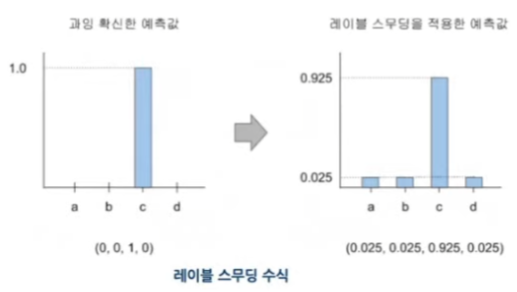 과잉 확신한 예측값
1.0
a b c d
(0, 0, 1, 0)
레이블 스무딩을 적용한 예측값
0.925
0.025
a b c d
(0.025, 0.025, 0.925, 0.025)
레이블 스무딩 수식